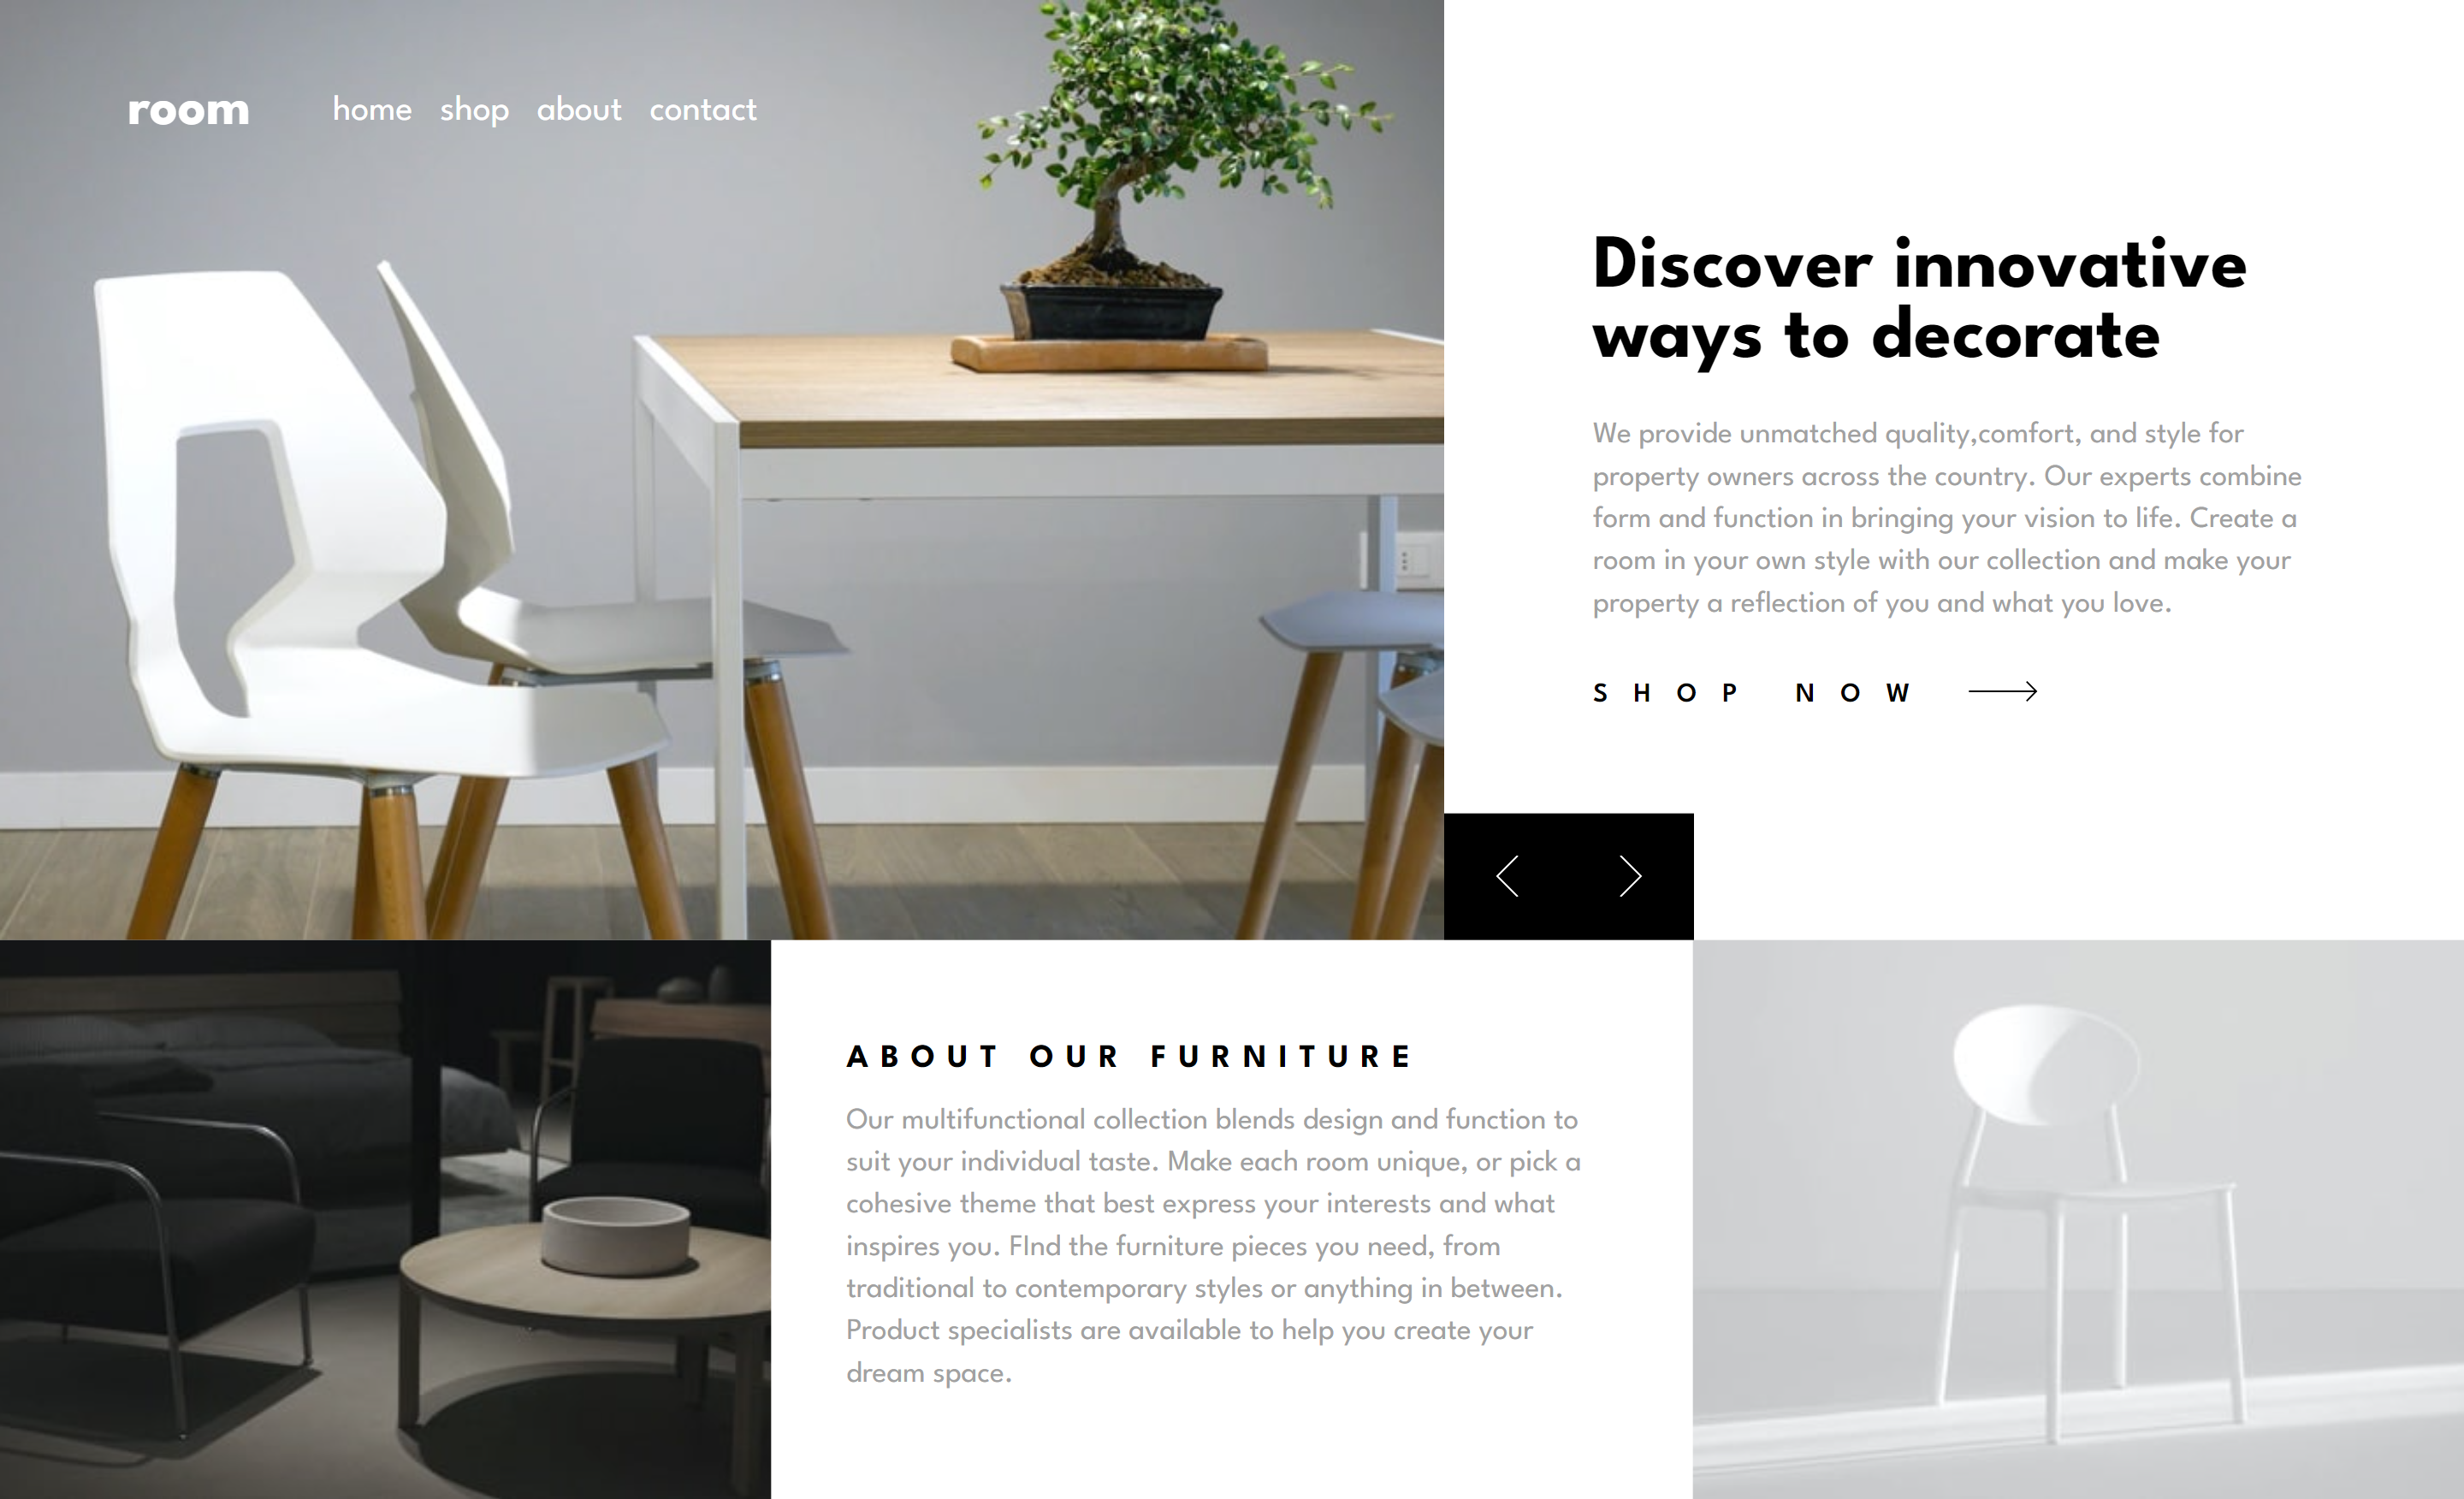 room
home shop about contact
Discover innovative
ways to decorate
We provide unmatched quality,comfort, and style for
property owners across the country. Our experts combine
form and function in bringing your vision to life. Create a
room in your own style with our collection and make your
property a reflection of you and what you love.
SHOP NOW
ABOUT OUR FURNITURE
Our multifunctional collection blends design and function to
suit your individual taste. Make each room unique, or pick a
cohesive theme that best express your interests and what
inspires you. FInd the furniture pieces you need, from
traditional to contemporary styles or anything in between.
Product specialists are available to help you create your
dream space.